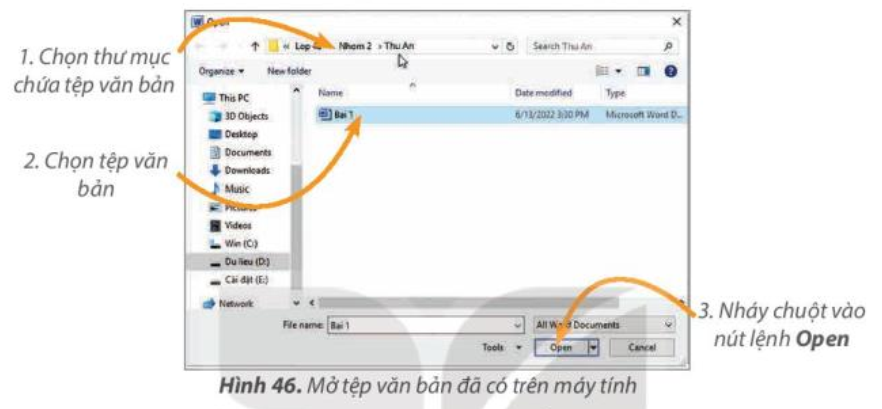 Open
« Lop 4 Nhom 2 > Thu An
Search Thu An
1. Chọn thư mục
chứa tệp văn bản
Organize New folder
Name Date modified Type
This PC
Bai 1 6/13/2022 3:30 PM Microsoft Word D...
3D Objects
Desktop
Documents
Downloads
Music
Pictures
Videos
Win (C:)
Du lieu (D:)
Cài đặt (E:)
Network
2. Chọn tệp văn
bản
File name: Bai 1 All Word Documents
Tools Open Cancel
3. Nháy chuột vào
nút lệnh Open
Hình 46. Mở tệp văn bản đã có trên máy tính